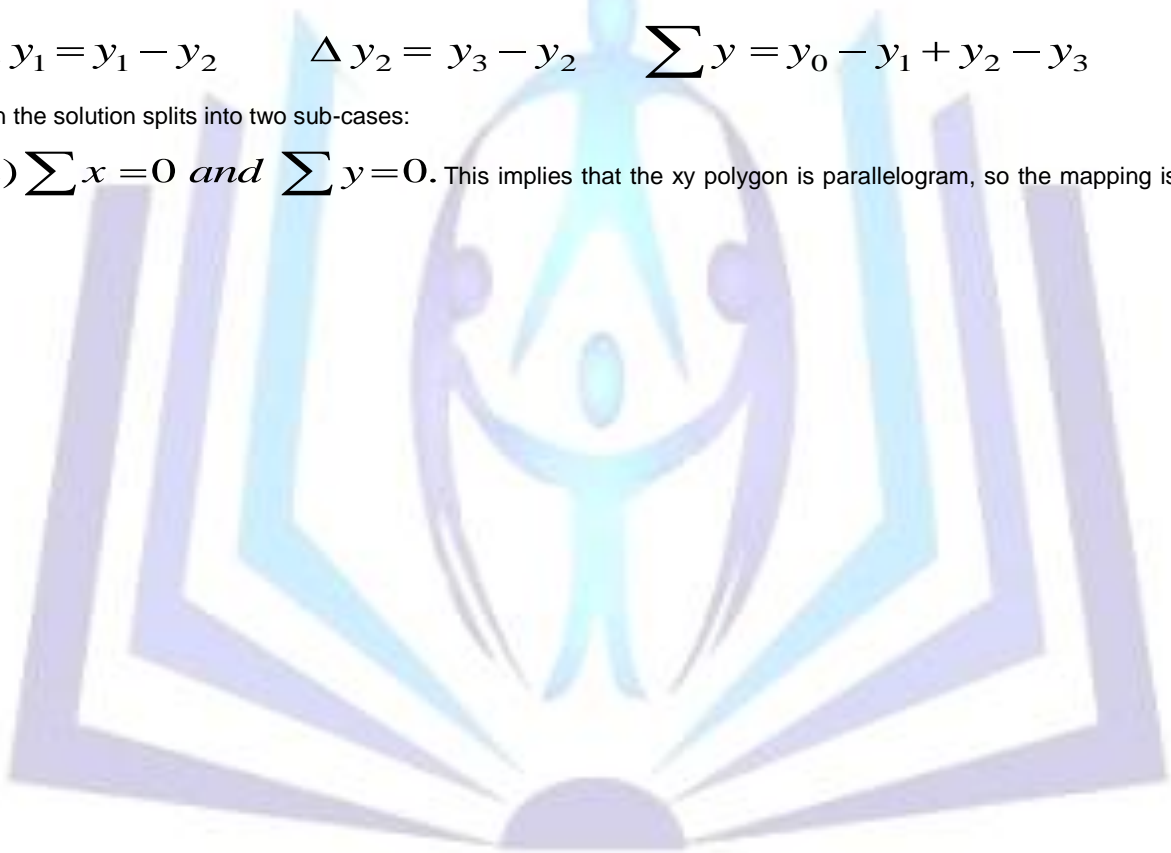 y₁ = y₁ − y₂ Δ y₂ = y₃ − y₂ ∑ y = y₀ − y₁ + y₂ − y₃
the solution splits into two sub-cases:
) ∑ x = 0 and ∑ y = 0. This implies that the xy polygon is parallelogram, so the mapping is